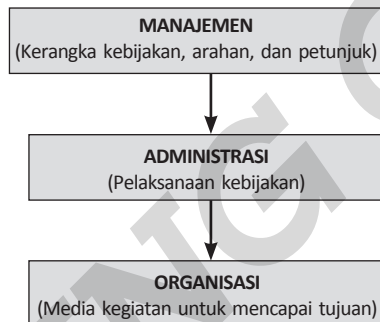 MANAJEMEN
(Kerangka kebijakan, arahan, dan petunjuk)
ADMINISTRASI
(Pelaksanaan kebijakan)
ORGANISASI
(Media kegiatan untuk mencapai tujuan)